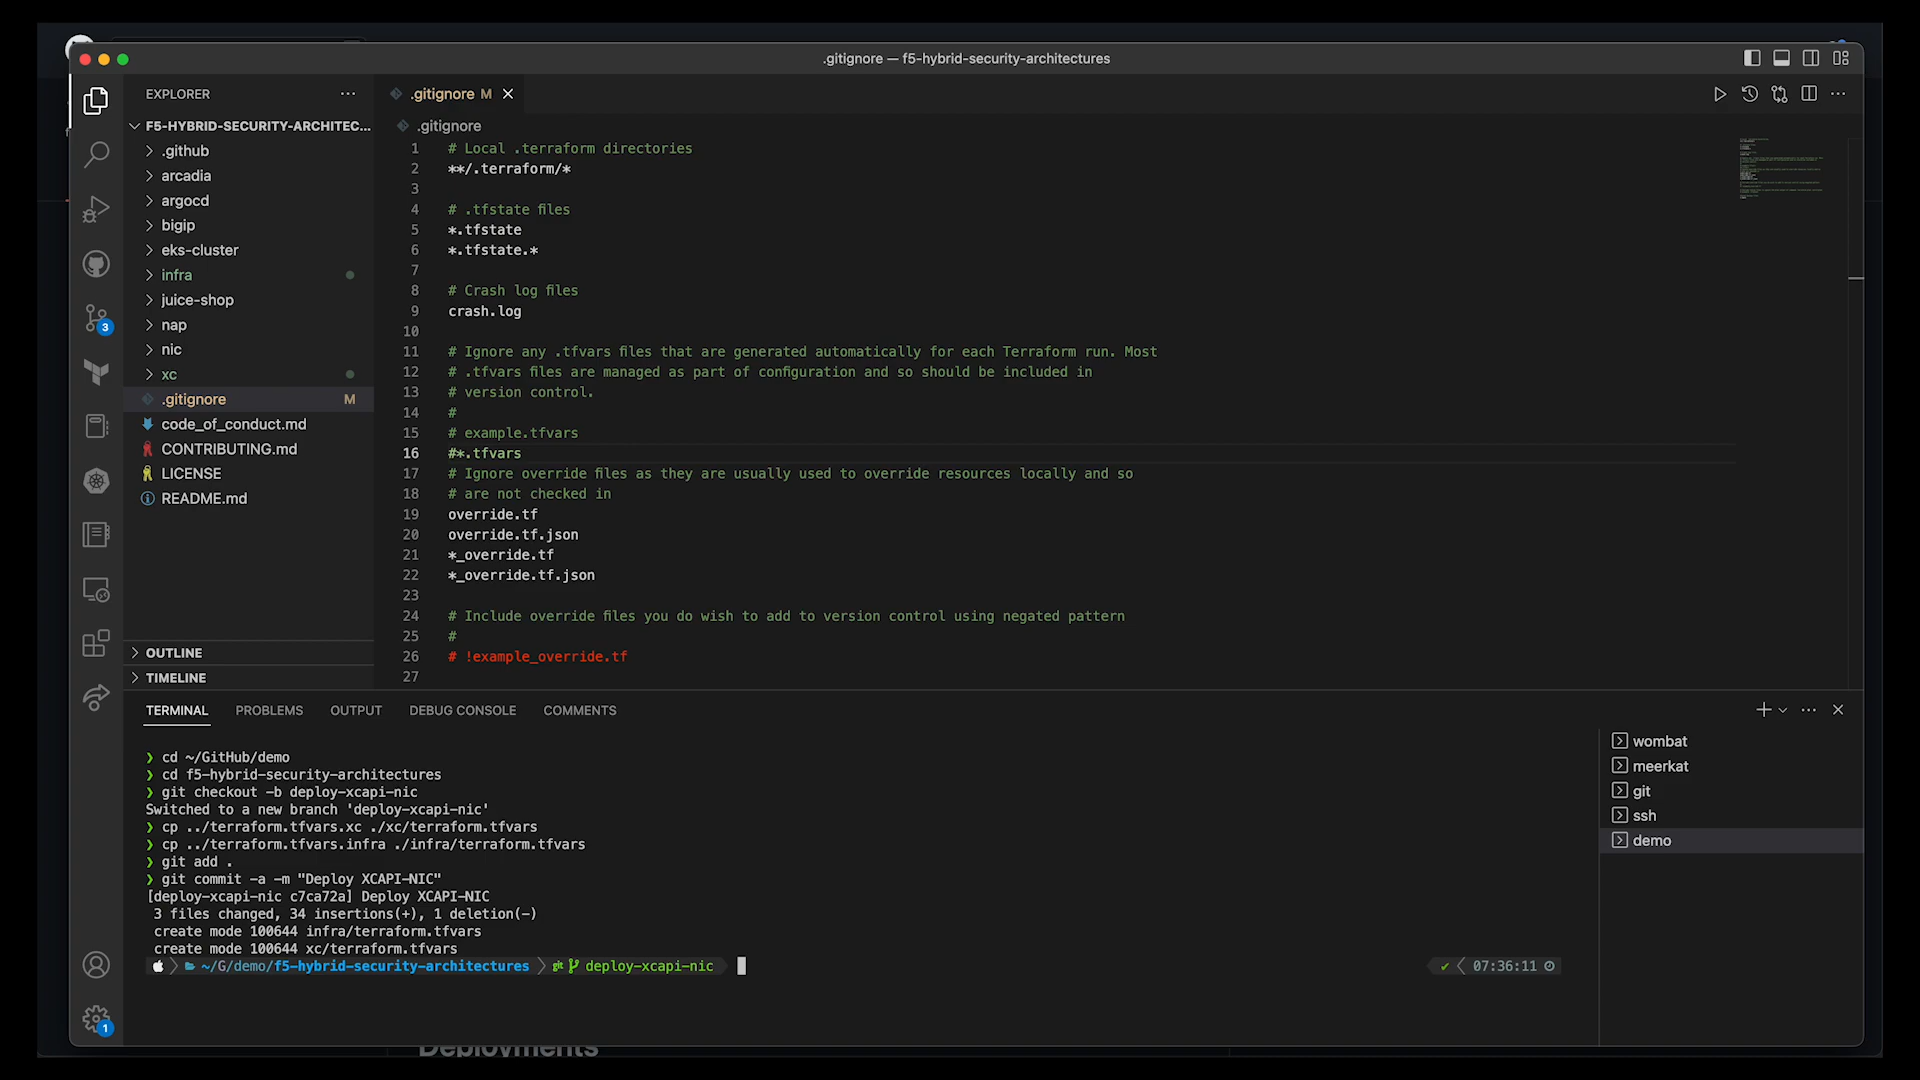 .gitignore — f5-hybrid-security-architectures
EXPLORER
F5-HYBRID-SECURITY-ARCHITEC...
.github
arcadia
argocd
bigip
eks-cluster
infra
juice-shop
nap
nic
xc
.gitignore M
code_of_conduct.md
CONTRIBUTING.md
LICENSE
README.md
OUTLINE
TIMELINE
3
1
.gitignore M
.gitignore
1 # Local .terraform directories
2 **/.terraform/*
3
4 # .tfstate files
5 *.tfstate
6 *.tfstate.*
7
8 # Crash log files
9 crash.log
10
11 # Ignore any .tfvars files that are generated automatically for each Terraform run. Most
12 # .tfvars files are managed as part of configuration and so should be included in
13 # version control.
14 #
15 # example.tfvars
16 #*.tfvars
17 # Ignore override files as they are usually used to override resources locally and so
18 # are not checked in
19 override.tf
20 override.tf.json
21 *_override.tf
22 *_override.tf.json
23
24 # Include override files you do wish to add to version control using negated pattern
25 #
26 # !example_override.tf
27
TERMINAL PROBLEMS OUTPUT DEBUG CONSOLE COMMENTS
❯ cd ~/GitHub/demo
❯ cd f5-hybrid-security-architectures
❯ git checkout -b deploy-xcapi-nic
Switched to a new branch 'deploy-xcapi-nic'
❯ cp ../terraform.tfvars.xc ./xc/terraform.tfvars
❯ cp ../terraform.tfvars.infra ./infra/terraform.tfvars
❯ git add .
❯ git commit -a -m "Deploy XCAPI-NIC"
[deploy-xcapi-nic c7ca72a] Deploy XCAPI-NIC
3 files changed, 34 insertions(+), 1 deletion(-)
create mode 100644 infra/terraform.tfvars
create mode 100644 xc/terraform.tfvars
~/G/demo/f5-hybrid-security-architectures git deploy-xcapi-nic ✔ 07:36:11
wombat
meerkat
git
ssh
demo
Deployments